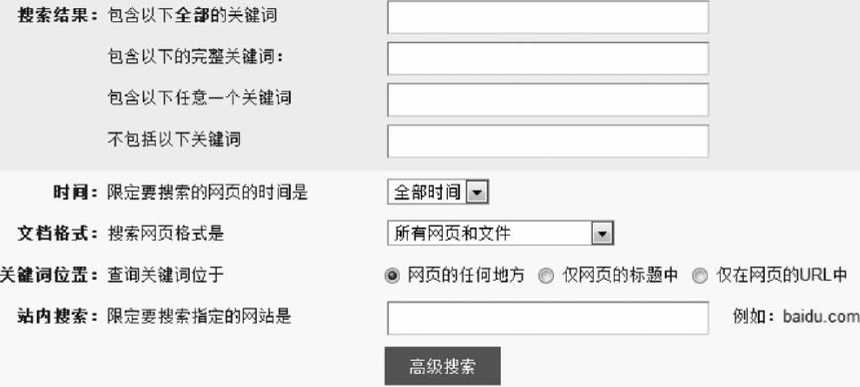 搜索结果：包含以下全部的关键词
包含以下的完整关键词：
包含以下任意一个关键词
不包括以下关键词
时间：限定要搜索的网页的时间是 全部时间
文档格式：搜索网页格式是 所有网页和文件
关键词位置：查询关键词位于 网页的任何地方 仅网页的标题中 仅在网页的URL中
站内搜索：限定要搜索指定的网站是 例如：baidu.com
高级搜索